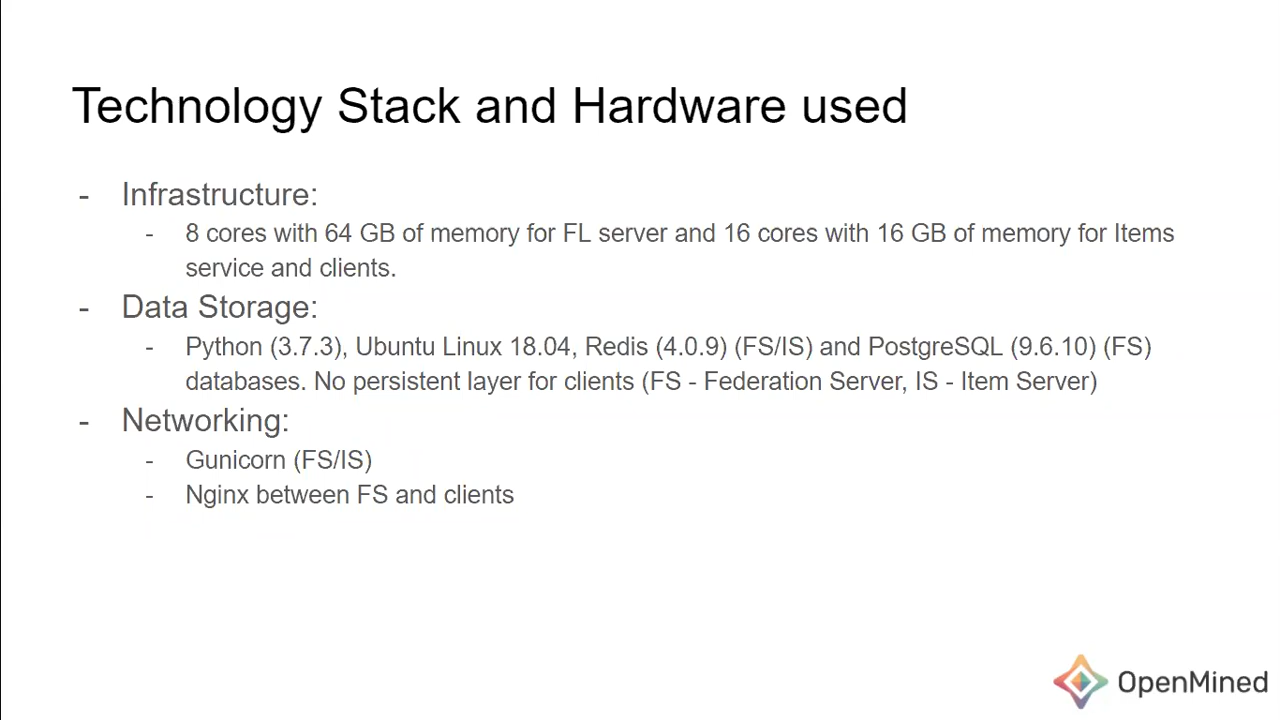 Technology Stack and Hardware used
- Infrastructure:
- 8 cores with 64 GB of memory for FL server and 16 cores with 16 GB of memory for Items
service and clients.
- Data Storage:
- Python (3.7.3), Ubuntu Linux 18.04, Redis (4.0.9) (FS/IS) and PostgreSQL (9.6.10) (FS)
databases. No persistent layer for clients (FS - Federation Server, IS - Item Server)
- Networking:
- Gunicorn (FS/IS)
- Nginx between FS and clients
OpenMined